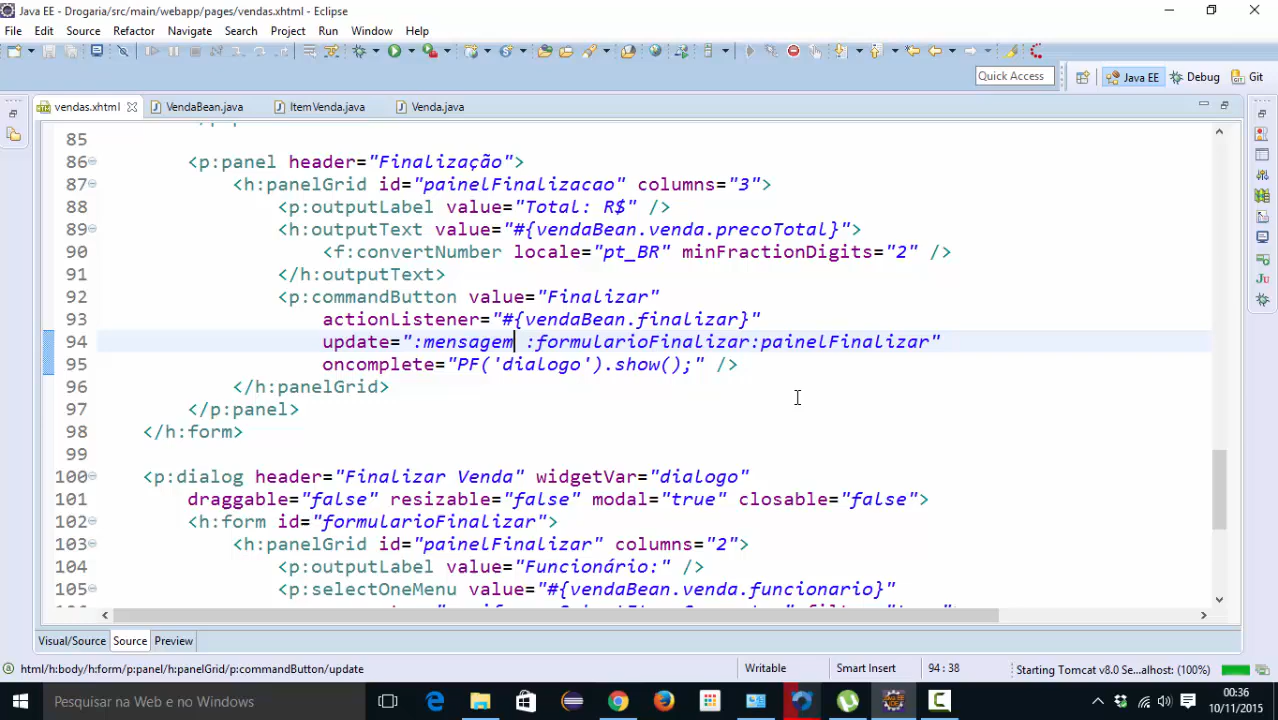 Java EE - Drogaria/src/main/webapp/pages/vendas.xhtml - Eclipse
File Edit Source Refactor Navigate Search Project Run Window Help
Quick Access Java EE Debug Git
vendas.xhtml VendaBean.java ItemVenda.java Venda.java
85
86 <p:panel header="Finalização">
87 <h:panelGrid id="painelFinalizacao" columns="3">
88 <p:outputLabel value="Total: R$" />
89 <h:outputText value="#{vendaBean.venda.precoTotal}">
90 <f:convertNumber locale="pt_BR" minFractionDigits="2" />
91 </h:outputText>
92 <p:commandButton value="Finalizar"
93 actionListener="#{vendaBean.finalizar}"
94 update=":mensagem :formularioFinalizar:painelFinalizar"
95 oncomplete="PF('dialogo').show();" />
96 </h:panelGrid>
97 </p:panel>
98 </h:form>
99
100 <p:dialog header="Finalizar Venda" widgetVar="dialogo"
101 draggable="false" resizable="false" modal="true" closable="false">
102 <h:form id="formularioFinalizar">
103 <h:panelGrid id="painelFinalizar" columns="2">
104 <p:outputLabel value="Funcionário:" />
105 <p:selectOneMenu value="#{vendaBean.venda.funcionario}"
Visual/Source Source Preview
html/h:body/h:form/p:panel/h:panelGrid/p:commandButton/update Writable Smart Insert 94 : 38 Starting Tomcat v8.0 Se...alhost: (100%)
Pesquisar na Web e no Windows 00:36
10/11/2015